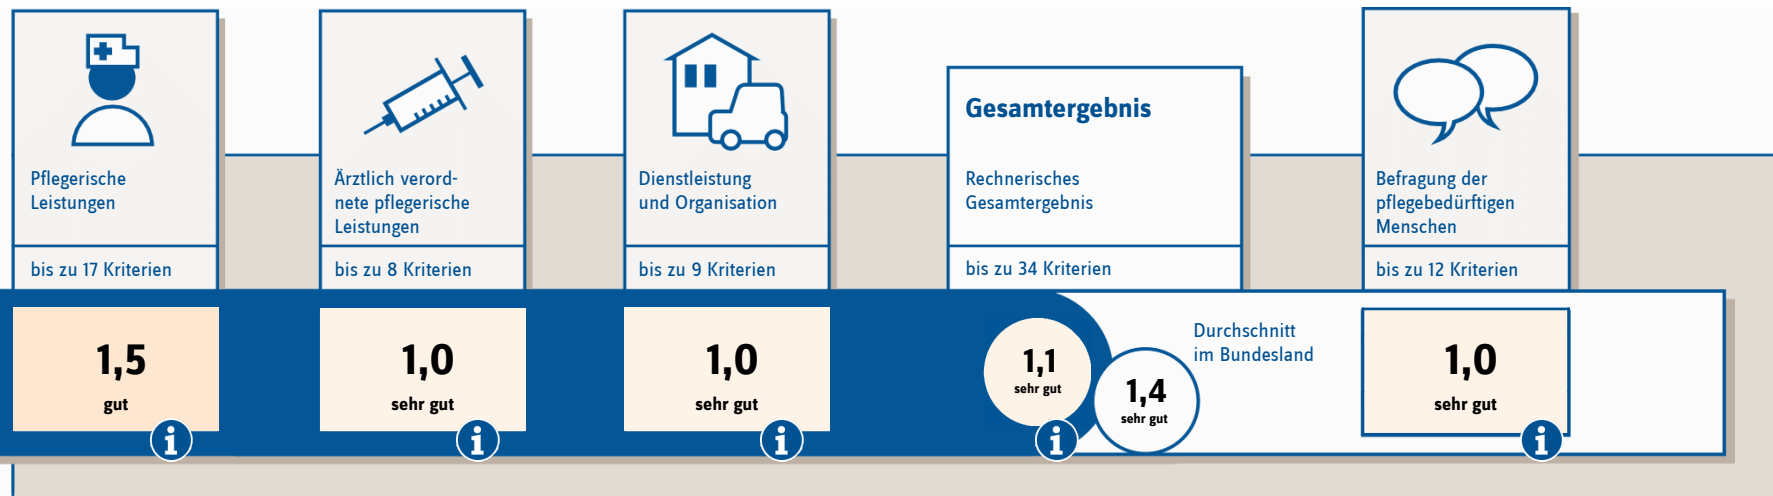 Pflegerische
Leistungen
bis zu 17 Kriterien
1,5
gut
Ärztlich verord-
nete pflegerische
Leistungen
bis zu 8 Kriterien
1,0
sehr gut
Dienstleistung
und Organisation
bis zu 9 Kriterien
1,0
sehr gut
Gesamtergebnis
Rechnerisches
Gesamtergebnis
bis zu 34 Kriterien
1,1
sehr gut
1,4
sehr gut
Durchschnitt
im Bundesland
Befragung der
pflegebedürftigen
Menschen
bis zu 12 Kriterien
1,0
sehr gut